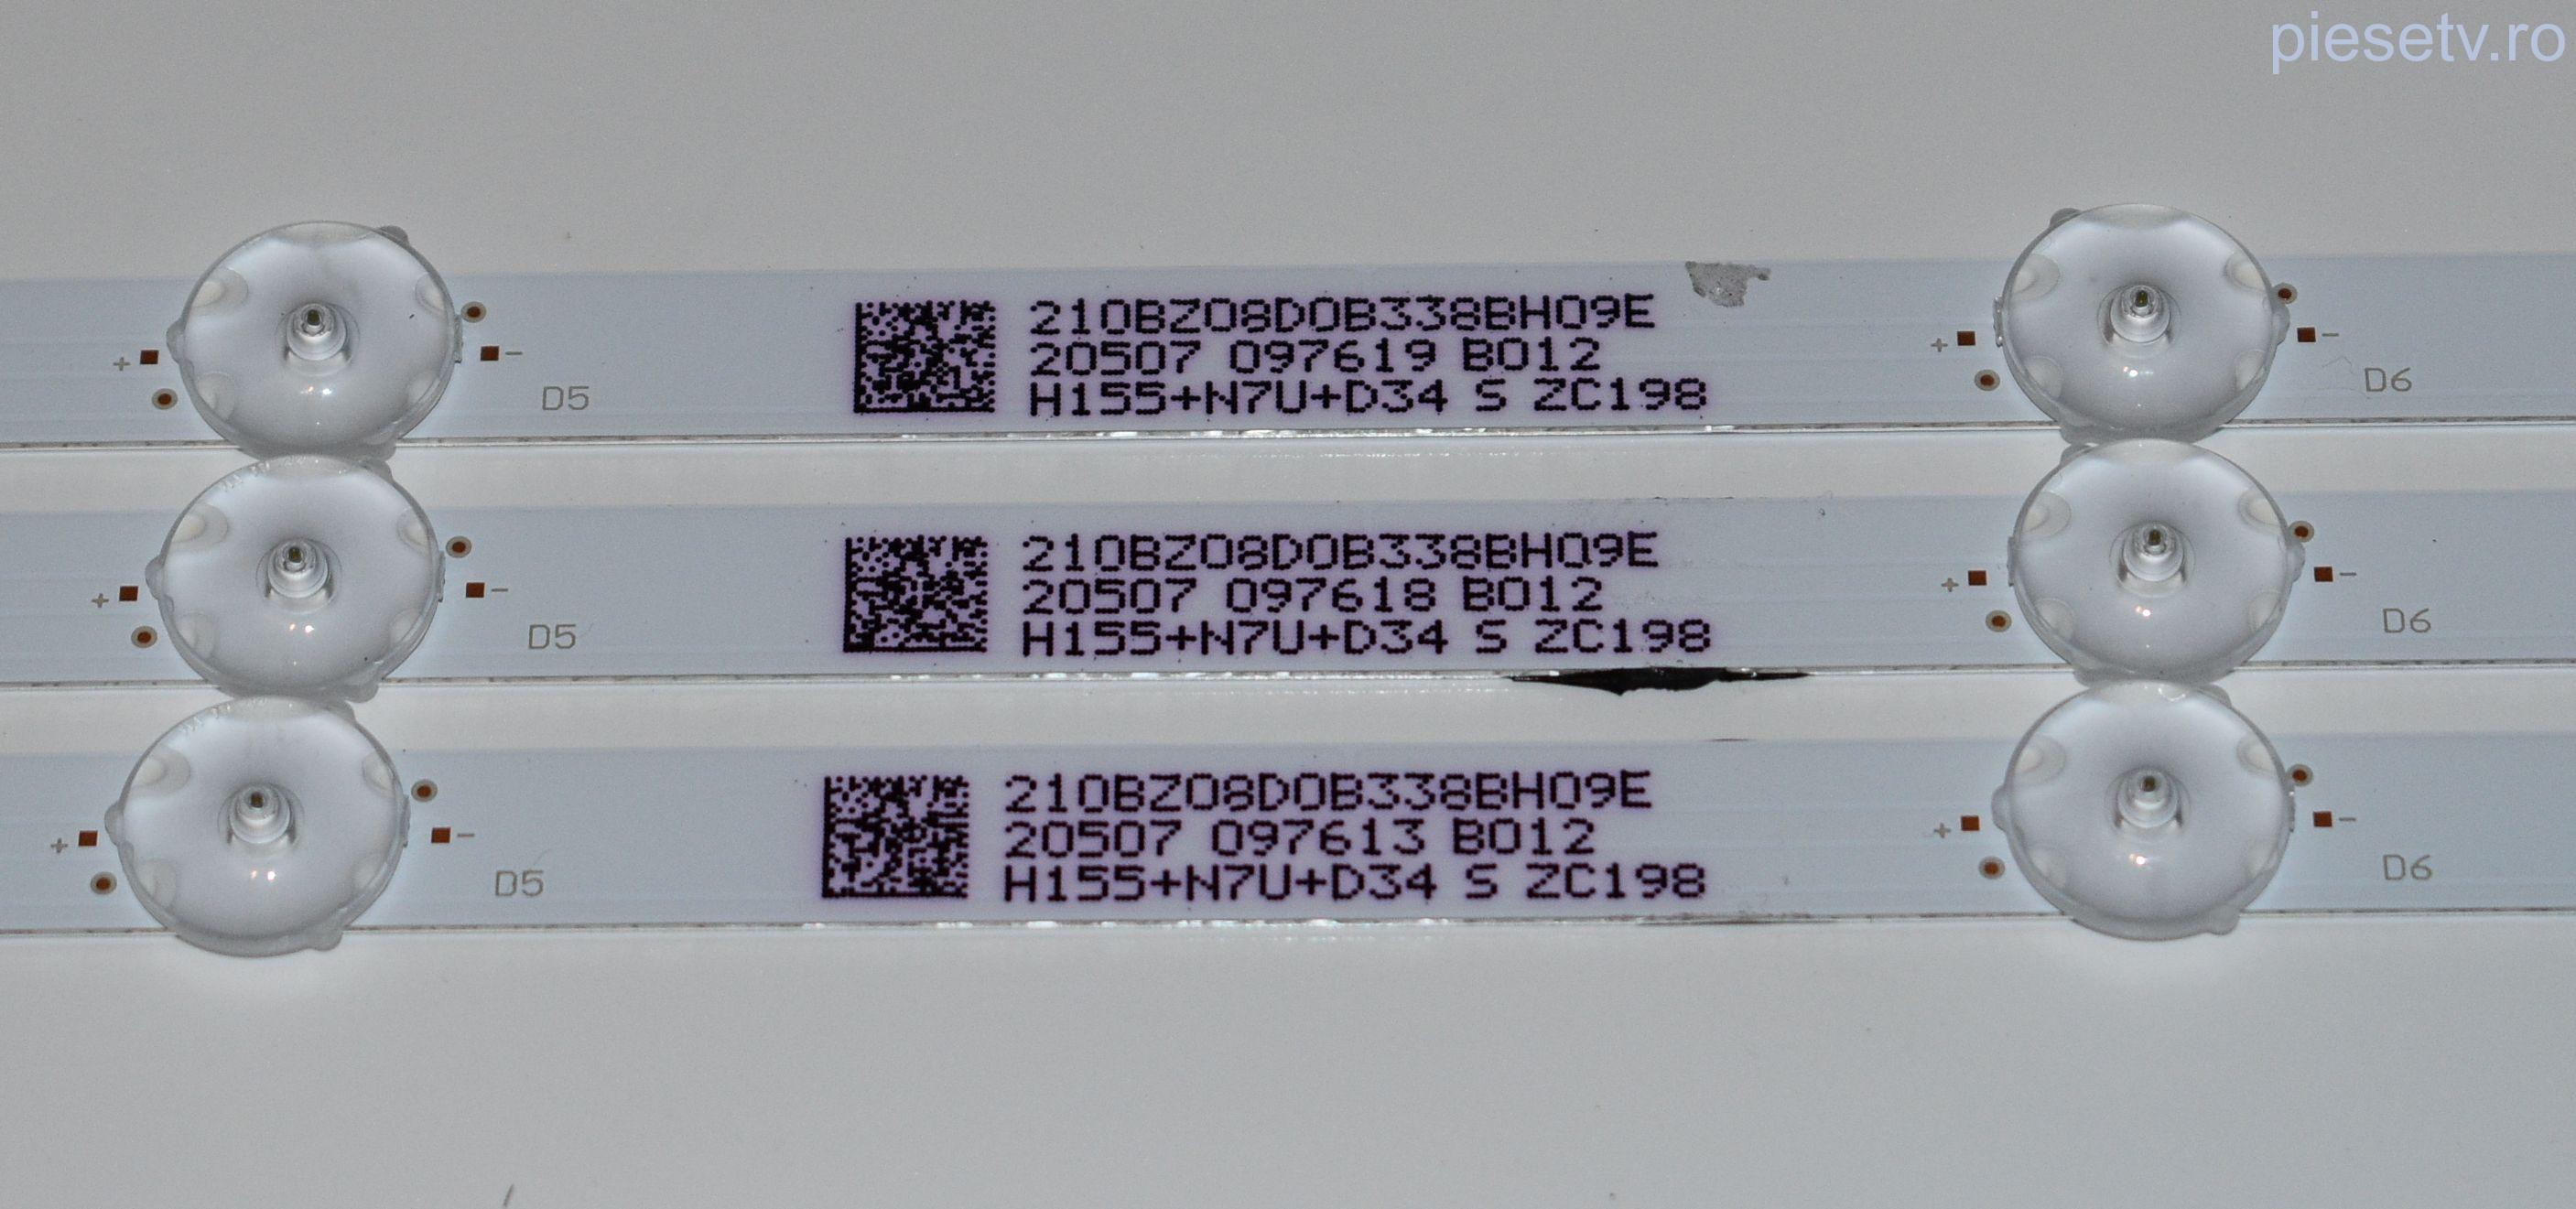 piesetv.ro
210BZ08D0B338BH09E
20507 097619 B012
H155+N7U+D34 S ZC198
+
-
D5
+
-
D6
210BZ08D0B338BH09E
20507 097618 B012
H155+N7U+D34 S ZC198
+
-
D5
+
-
D6
210BZ08D0B338BH09E
20507 097613 B012
H155+N7U+D34 S ZC198
+
-
D5
+
-
D6